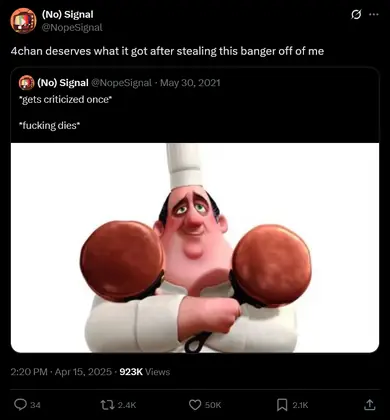 (No) Signal
@NopeSignal
4chan deserves what it got after stealing this banger off of me
(No) Signal @NopeSignal · May 30, 2021
*gets criticized once*
*fucking dies*
2:20 PM · Apr 15, 2025 · 923K Views
34 2.4K 50K 2.1K